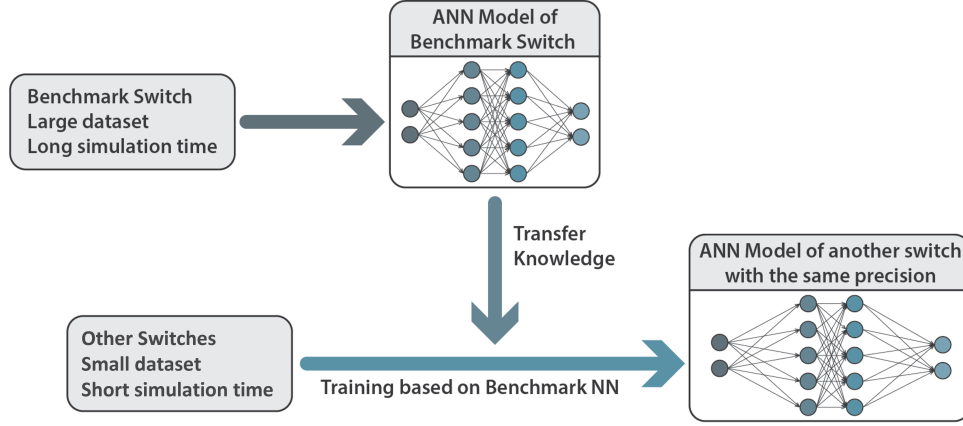 ANN Model of
Benchmark Switch
Benchmark Switch
Large dataset
Long simulation time
Transfer
Knowledge
ANN Model of another switch
with the same precision
Other Switches
Small dataset
Short simulation time
Training based on Benchmark NN